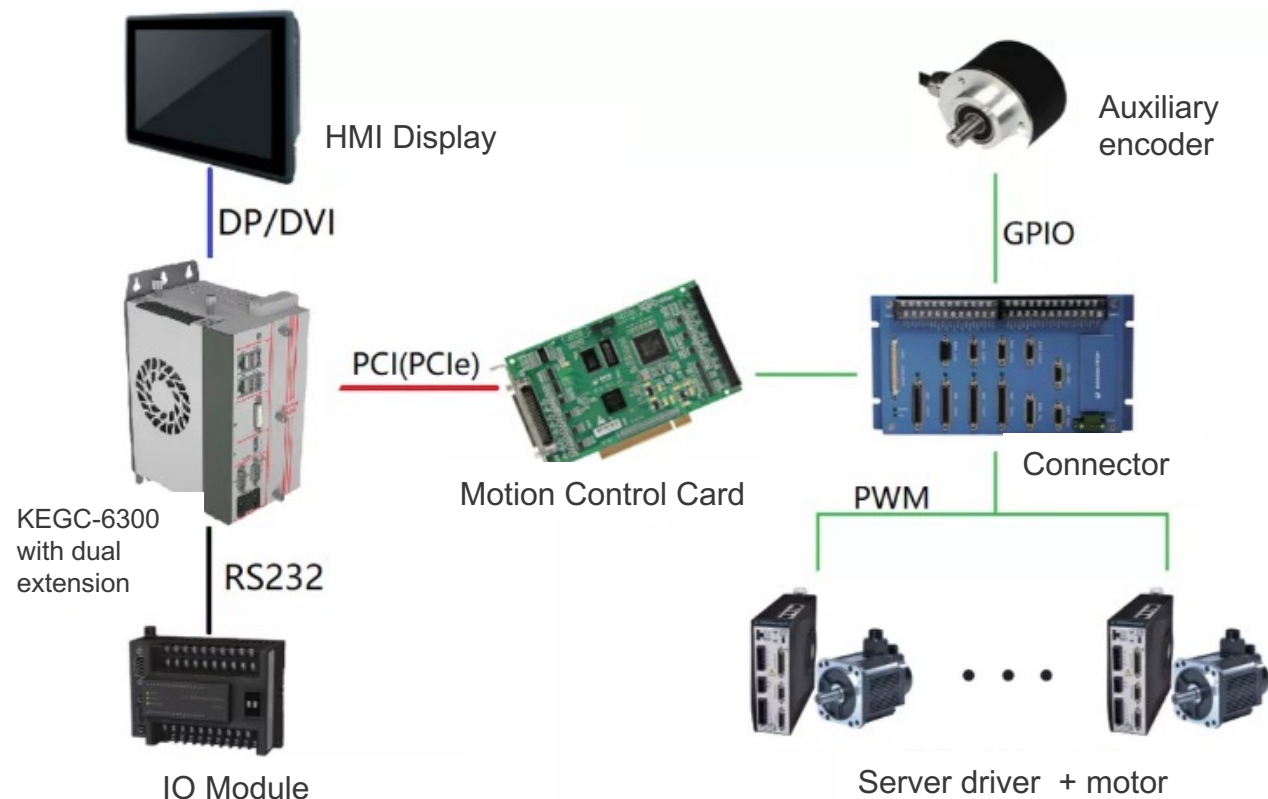 HMI Display
Auxiliary
encoder
DP/DVI
GPIO
PCI(PCIe)
Connector
Motion Control Card
PWM
KEGC-6300
with dual
extension
RS232
IO Module
Server driver + motor